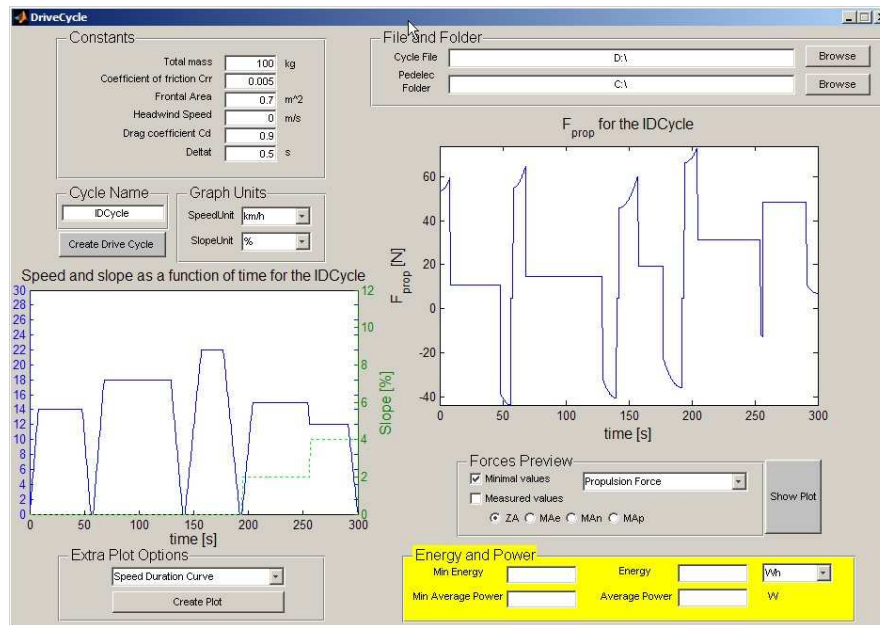 DriveCycle
Constants
Total mass 100 kg
Coefficient of friction Crr 0.005
Frontal Area 0.7 m^2
Headwind Speed 0 m/s
Drag coefficient Cd 0.9
Deltat 0.5 s
File and Folder
Cycle File D:\ Browse
Pedelec Folder C:\ Browse
Cycle Name
IDCycle
Create Drive Cycle
Graph Units
SpeedUnit km/h
SlopeUnit %
Speed and slope as a function of time for the IDCycle
30
28
26
24
22
20
18
16
14
12
10
8
6
4
2
0
0 50 100 150 200 250 300
time [s]
12
10
8
6
4
2
0
Slope [%]
F_prop for the IDCycle
F_prop [N]
60
40
20
0
-20
-40
0 50 100 150 200 250 300
time [s]
Forces Preview
Minimal values Propulsion Force
Measured values
ZA MAe MAn MAp
Show Plot
Extra Plot Options
Speed Duration Curve
Create Plot
Energy and Power
Min Energy Energy Wh
Min Average Power Average Power W